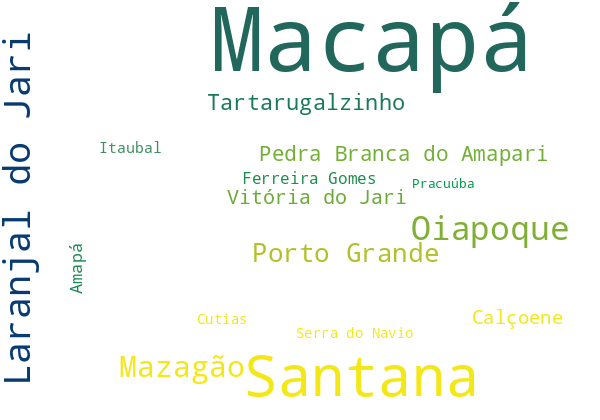 Macapá
Tartarugalzinho
Laranjal do Jari
Itaubal
Pedra Branca do Amapari
Ferreira Gomes
Pracuúba
Vitória do Jari
Oiapoque
Porto Grande
Amapá
Cutias
Calçoene
Serra do Navio
Mazagão
Santana